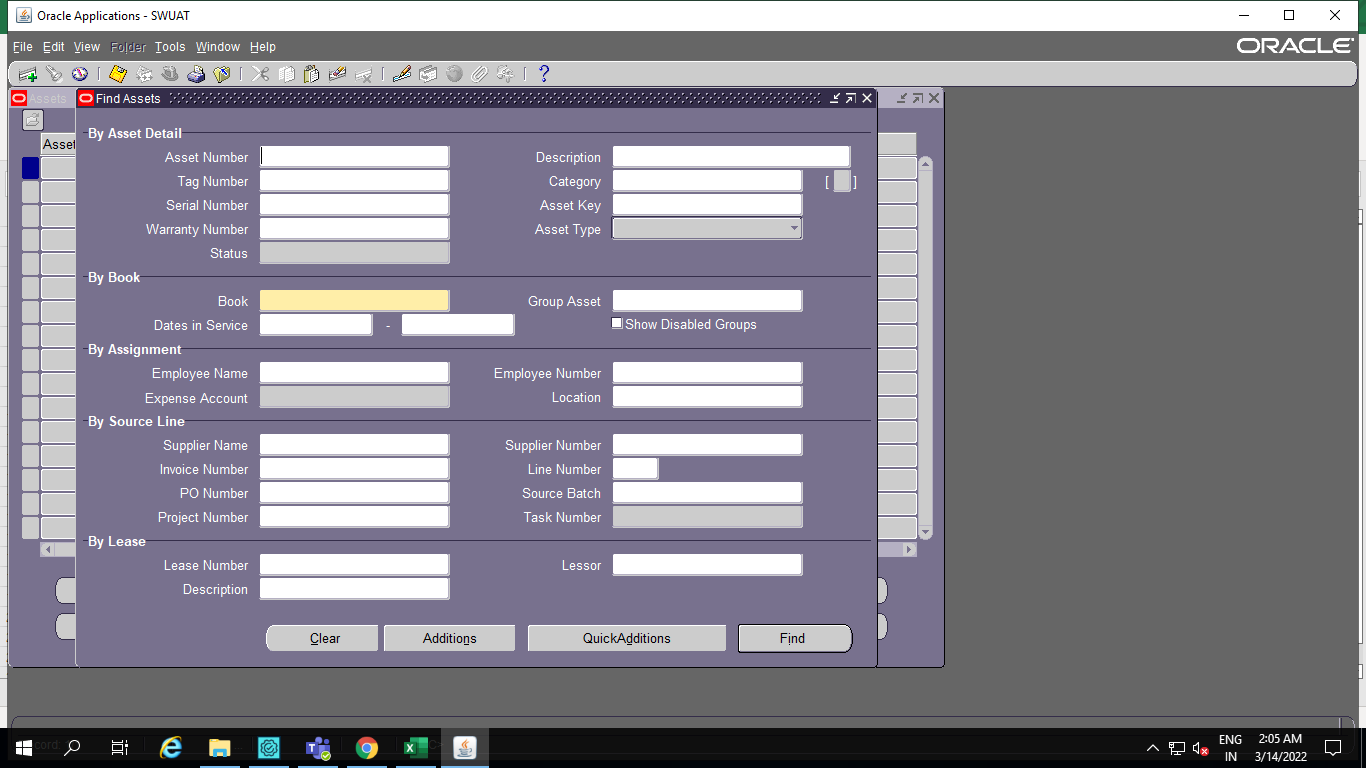 Oracle Applications - SWUAT
File Edit View Folder Tools Window Help
ORACLE
Assets
Find Assets
Asset
By Asset Detail
Asset Number
Description
Tag Number
Category
[ ]
Serial Number
Asset Key
Warranty Number
Asset Type
Status
By Book
Book
Group Asset
Dates in Service
-
Show Disabled Groups
By Assignment
Employee Name
Employee Number
Expense Account
Location
By Source Line
Supplier Name
Supplier Number
Invoice Number
Line Number
PO Number
Source Batch
Project Number
Task Number
By Lease
Lease Number
Lessor
Description
Clear
Additions
QuickAdditions
Find
ENG
IN
2:05 AM
3/14/2022